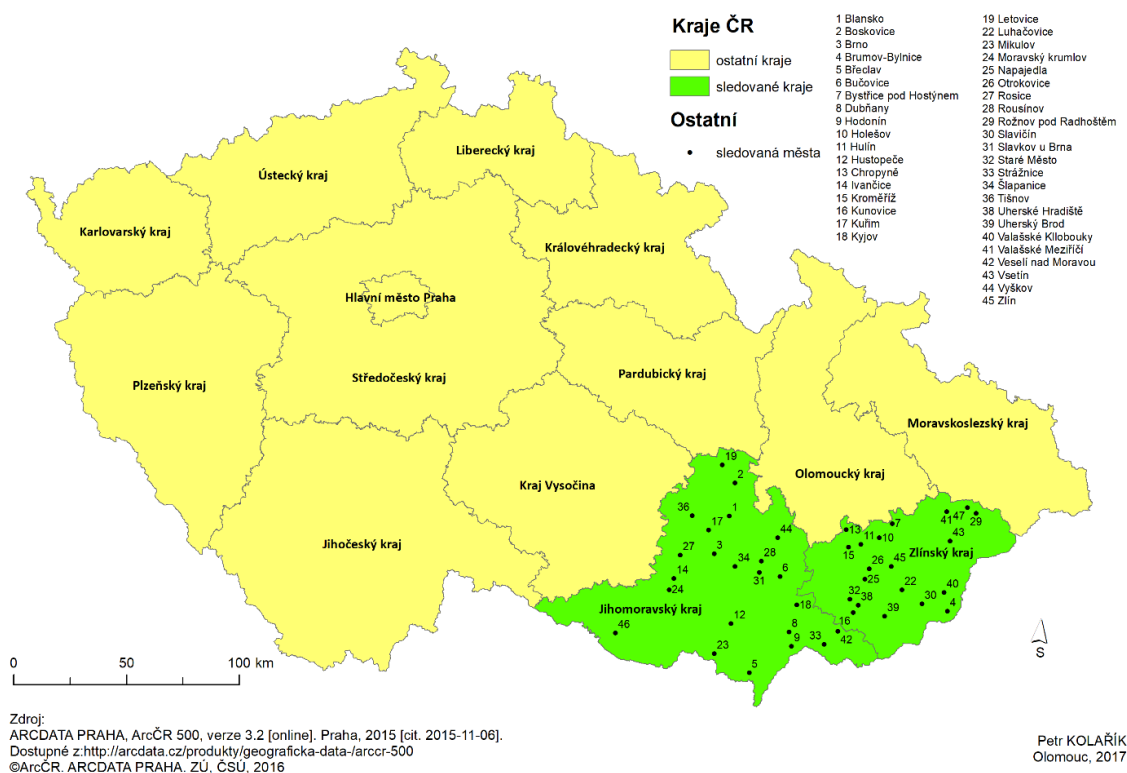 Kraje ČR
ostatní kraje
sledované kraje
Ostatní
sledovaná města
1 Blansko
2 Boskovice
3 Brno
4 Brumov-Bylnice
5 Břeclav
6 Bučovice
7 Bystřice pod Hostýnem
8 Dubňany
9 Hodonín
10 Holešov
11 Hulín
12 Hustopeče
13 Chropyně
14 Ivančice
15 Kroměříž
16 Kunovice
17 Kuřim
18 Kyjov
19 Letovice
22 Luhačovice
23 Mikulov
24 Moravský krumlov
25 Napajedla
26 Otrokovice
27 Rosice
28 Rousínov
29 Rožnov pod Radhoštěm
30 Slavičín
31 Slavkov u Brna
32 Staré Město
33 Strážnice
34 Šlapanice
36 Tišnov
38 Uherské Hradiště
39 Uherský Brod
40 Valašské Kllobouky
41 Valašské Meziříčí
42 Veselí nad Moravou
43 Vsetín
44 Vyškov
45 Zlín
Liberecký kraj
Ústecký kraj
Karlovarský kraj
Královéhradecký kraj
Hlavní město Praha
Středočeský kraj
Plzeňský kraj
Pardubický kraj
Moravskoslezský kraj
Olomoucký kraj
Kraj Vysočina
Jihočeský kraj
Zlínský kraj
Jihomoravský kraj
19
2
36
1
17
44
27
3
34
28
31
6
14
24
18
46
12
8
9
23
5
33
42
13
7
41
47
29
15
11
10
43
26
45
25
22
40
32
38
30
4
16
39
0 50 100 km
S
Zdroj:
ARCDATA PRAHA, ArcČR 500, verze 3.2 [online]. Praha, 2015 [cit. 2015-11-06].
Dostupné z:http://arcdata.cz/produkty/geograficka-data-/arccr-500
©ArcČR, ARCDATA PRAHA, ZÚ, ČSÚ, 2016
Petr KOLAŘÍK
Olomouc, 2017